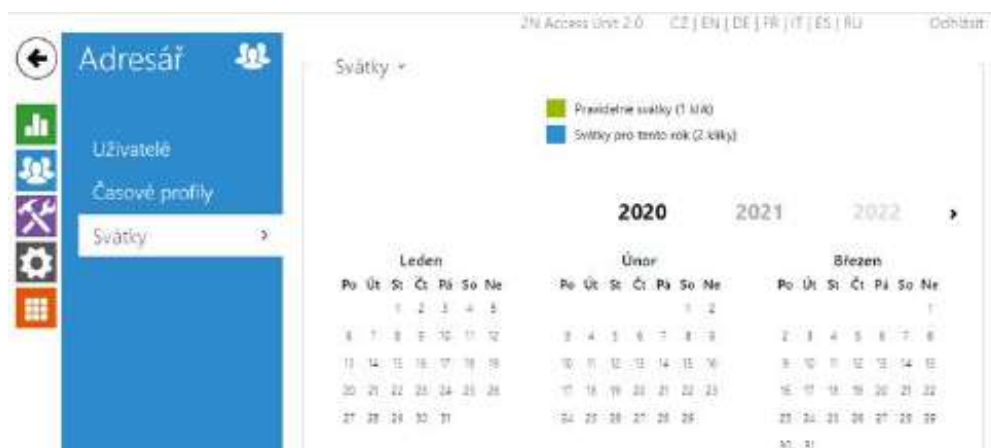 2N Access Unit 2.0 CZ | EN | DE | FR | IT | ES | RU Odhlásit
Adresář
Uživatelé
Časové profily
Svátky
Svátky
Pravidelné svátky (1 klik)
Svátky pro tento rok (2 kliky)
2020 2021 2022
Leden
Po Út St Čt Pá So Ne
1 2 3 4 5
6 7 8 9 10 11 12
13 14 15 16 17 18 19
20 21 22 23 24 25 26
27 28 29 30 31
Únor
Po Út St Čt Pá So Ne
1 2
3 4 5 6 7 8 9
10 11 12 13 14 15 16
17 18 19 20 21 22 23
24 25 26 27 28 29
Březen
Po Út St Čt Pá So Ne
1
2 3 4 5 6 7 8
9 10 11 12 13 14 15
16 17 18 19 20 21 22
23 24 25 26 27 28 29
30 31